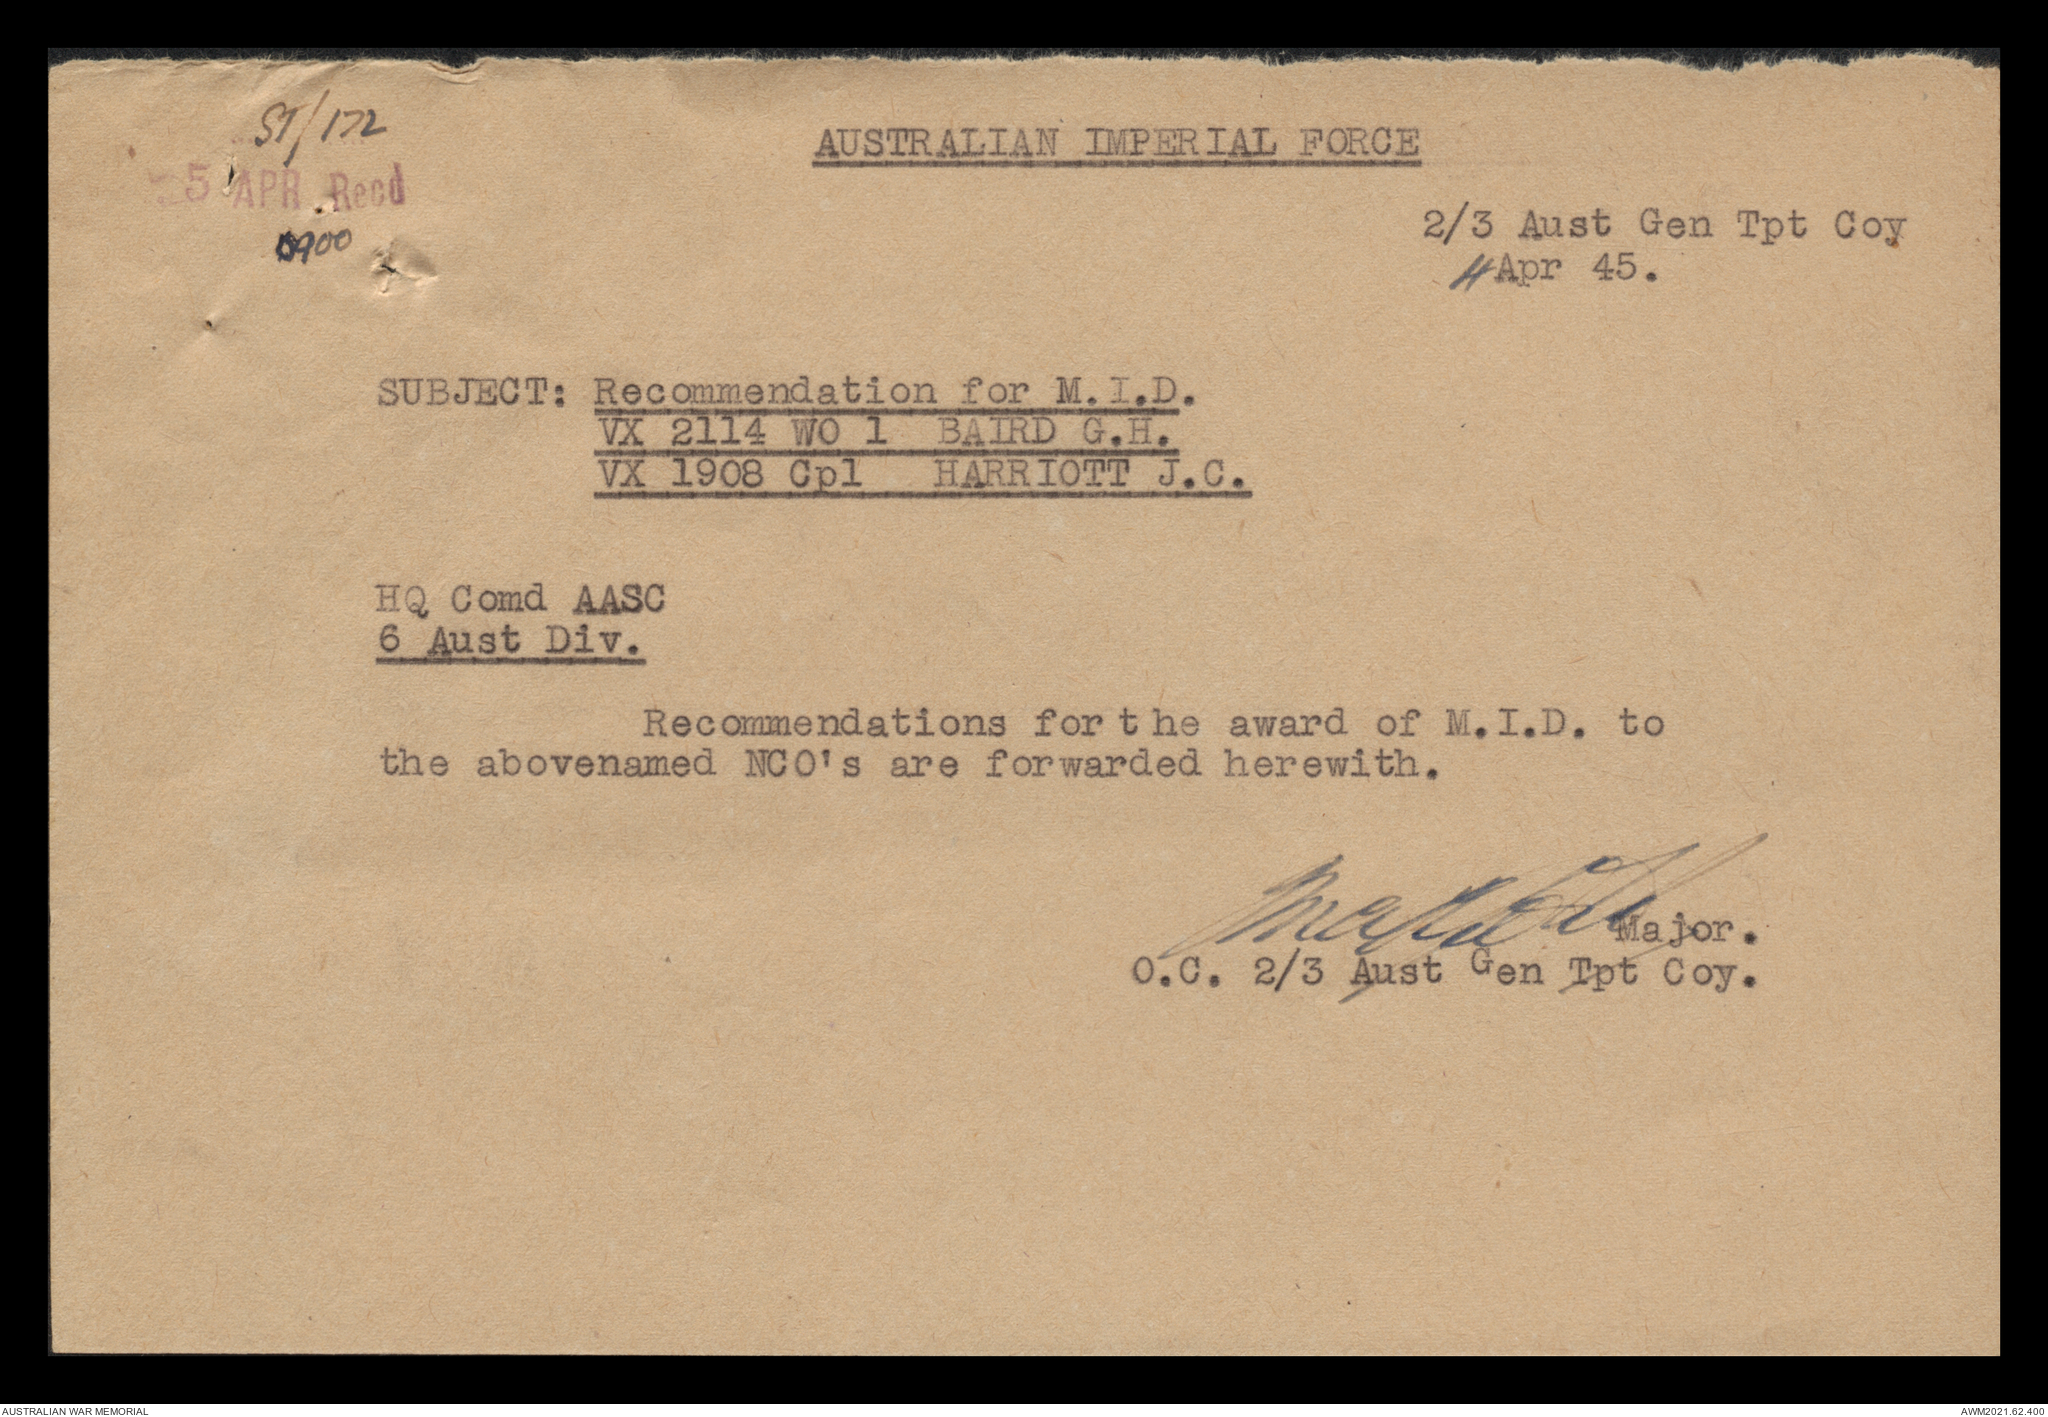 ST/172
5 APR Recd
0900
AUSTRALIAN IMPERIAL FORCE
2/3 Aust Gen Tpt Coy
4 Apr 45.
SUBJECT: Recommendation for M.I.D.
VX 2114 WO 1 BAIRD G.H.
VX 1908 Cpl HARRIOTT J.C.
HQ Comd AASC
6 Aust Div.
Recommendations for the award of M.I.D. to
the abovenamed NCO's are forwarded herewith.
Major.
O.C. 2/3 Aust Gen Tpt Coy.
AUSTRALIAN WAR MEMORIAL
AWM2021.62.400